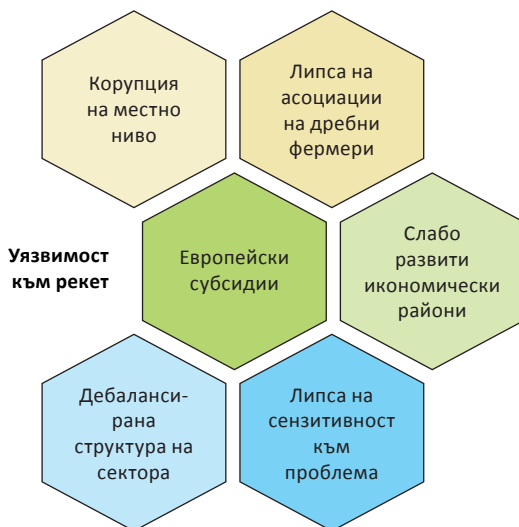 Корупция
на местно
ниво
Липса на
асоциации
на дребни
фермери
Уязвимост
към рекет
Европейски
субсидии
Слабо
развити
икономически
райони
Дебаланси-
рана
структура на
сектора
Липса на
сензитивност
към
проблема